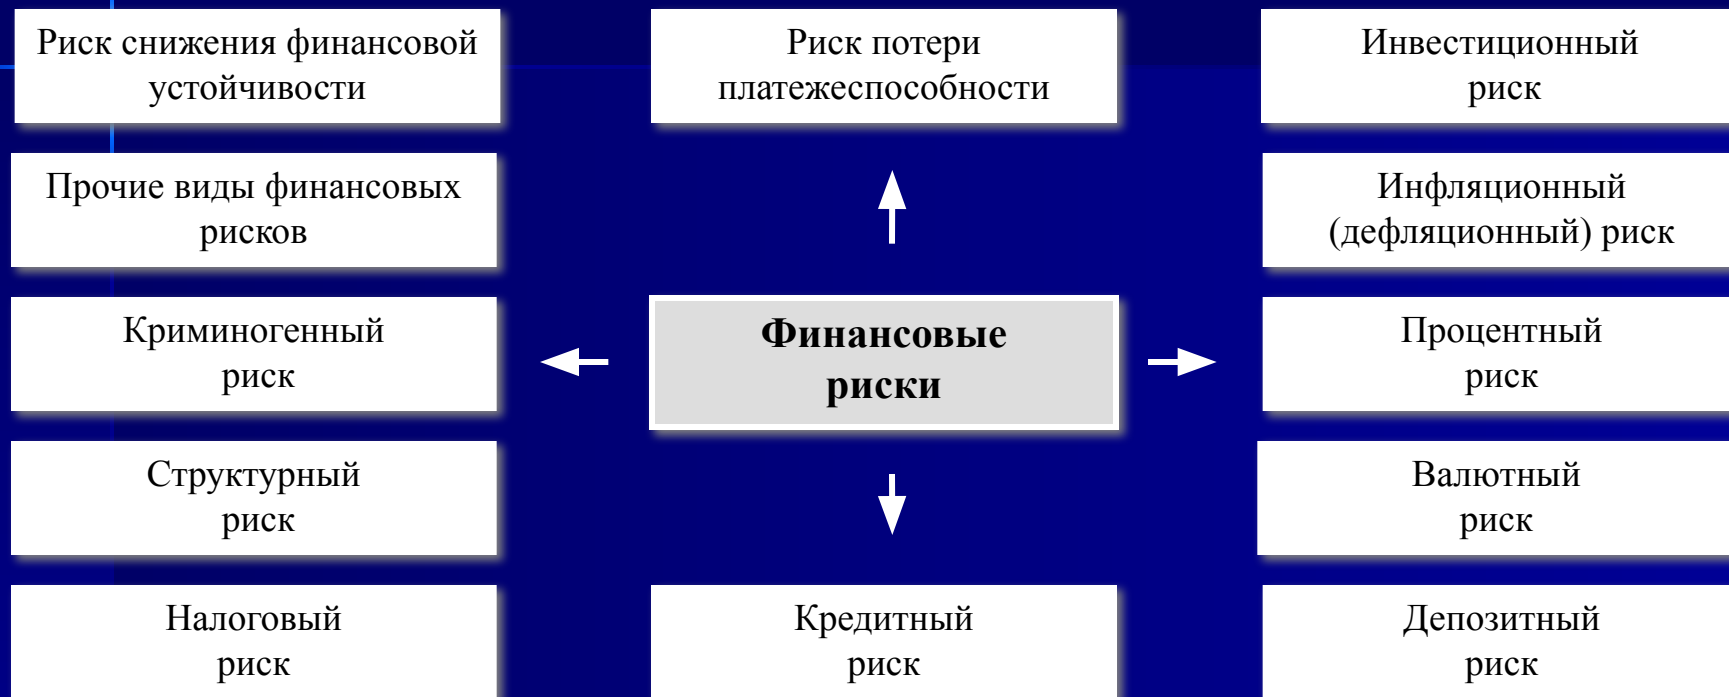 Риск снижения финансовой
устойчивости
Риск потери
платежеспособности
Инвестиционный
риск
Прочие виды финансовых
рисков
Инфляционный
(дефляционный) риск
Криминогенный
риск
Финансовые
риски
Процентный
риск
Структурный
риск
Валютный
риск
Налоговый
риск
Кредитный
риск
Депозитный
риск